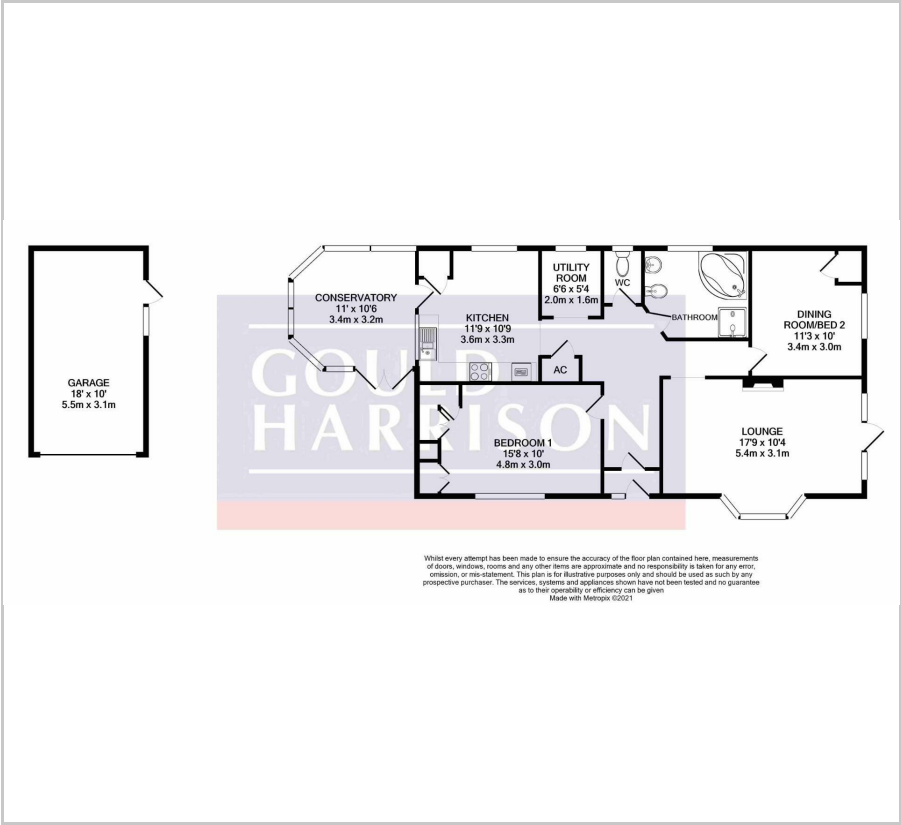 CONSERVATORY
11' x 10'6
3.4m x 3.2m
KITCHEN
11'9 x 10'9
3.6m x 3.3m
UTILITY
ROOM
6'6 x 5'4
2.0m x 1.6m
WC
BATHROOM
DINING
ROOM/BED 2
11'3 x 10'
3.4m x 3.0m
GARAGE
18' x 10'
5.5m x 3.1m
AC
BEDROOM 1
15'8 x 10'
4.8m x 3.0m
LOUNGE
17'9 x 10'4
5.4m x 3.1m
GOULD
HARRISON
Whilst every attempt has been made to ensure the accuracy of the floor plan contained here, measurements
of doors, windows, rooms and any other items are approximate and no responsibility is taken for any error,
omission, or mis-statement. This plan is for illustrative purposes only and should be used as such by any
prospective purchaser. The services, systems and appliances shown have not been tested and no guarantee
as to their operability or efficiency can be given
Made with Metropix ©2021